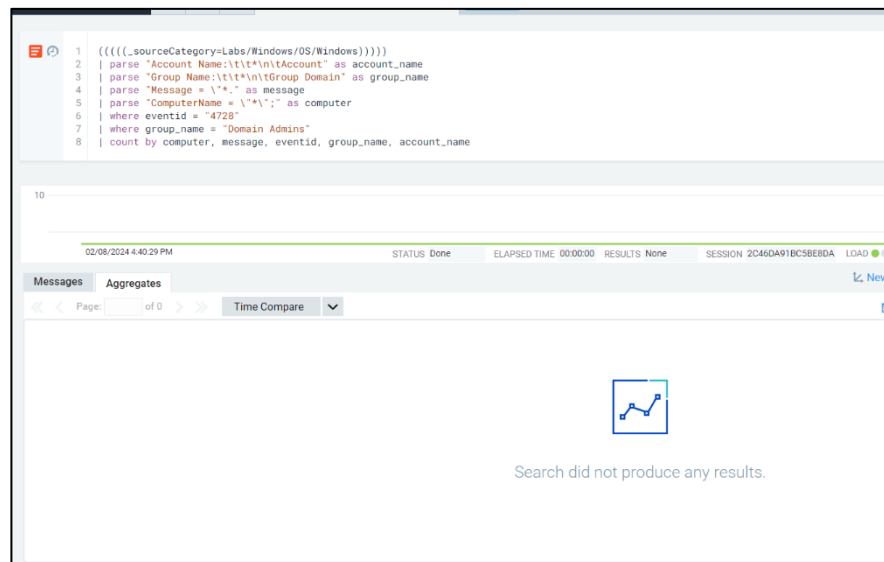 1 (((((_sourceCategory=Labs/Windows/OS/Windows)))))
2 | parse "Account Name:\t\t*\n\tAccount" as account_name
3 | parse "Group Name:\t\t*\n\tGroup Domain" as group_name
4 | parse "Message = \"*." as message
5 | parse "ComputerName = \"*\";" as computer
6 | where eventid = "4728"
7 | where group_name = "Domain Admins"
8 | count by computer, message, eventid, group_name, account_name
10
02/08/2024 4:40:29 PM STATUS Done ELAPSED TIME 00:00:00 RESULTS None SESSION 2C46DA91BC5BE8DA LOAD
Messages Aggregates New
Page: of 0 Time Compare
Search did not produce any results.